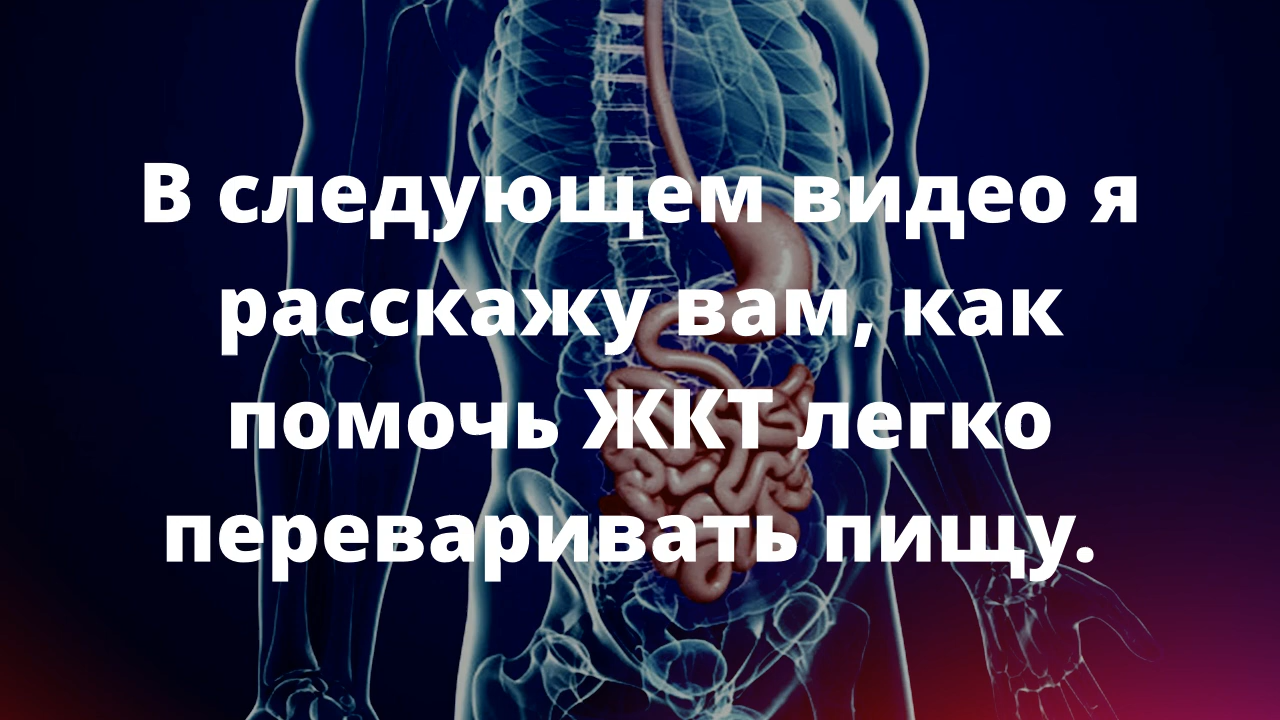 В следующем видео я
расскажу вам, как
помочь ЖКТ легко
переваривать пищу.